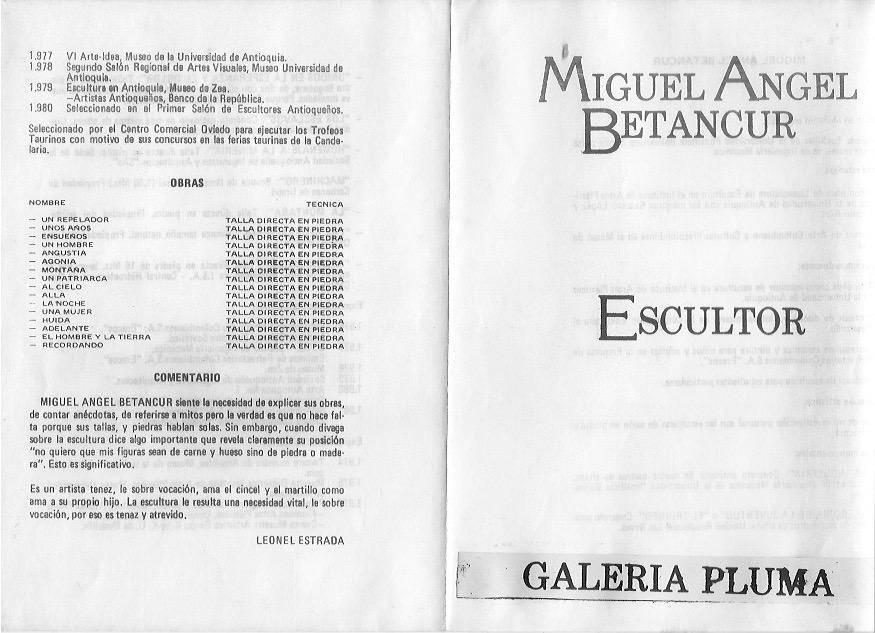 1.977 VI Arte-Idea, Museo de la Universidad de Antioquia.
1.978 Segundo Salón Regional de Artes Visuales, Museo Universidad de
Antioquia.
1.979 Escultura en Antioquia, Museo de Zea.
—Artistas Antioqueños, Banco de la República.
1.980 Seleccionado en el Primer Salón de Escultores Antioqueños.
Seleccionado por el Centro Comercial Oviedo para ejecutar los Trofeos
Taurinos con motivo de sus concursos en las ferias taurinas de la Cande-
laria.
OBRAS
NOMBRE TECNICA
— UN REPELADOR TALLA DIRECTA EN PIEDRA
— UNOS AÑOS TALLA DIRECTA EN PIEDRA
— ENSUEÑOS TALLA DIRECTA EN PIEDRA
— UN HOMBRE TALLA DIRECTA EN PIEDRA
— ANGUSTIA TALLA DIRECTA EN PIEDRA
— AGONIA TALLA DIRECTA EN PIEDRA
— MONTAÑA TALLA DIRECTA EN PIEDRA
— UN PATRIARCA TALLA DIRECTA EN PIEDRA
— AL CIELO TALLA DIRECTA EN PIEDRA
— ALLA TALLA DIRECTA EN PIEDRA
— LA NOCHE TALLA DIRECTA EN PIEDRA
— UNA MUJER TALLA DIRECTA EN PIEDRA
— HUIDA TALLA DIRECTA EN PIEDRA
— ADELANTE TALLA DIRECTA EN PIEDRA
— EL HOMBRE Y LA TIERRA TALLA DIRECTA EN PIEDRA
— RECORDANDO TALLA DIRECTA EN PIEDRA
COMENTARIO
MIGUEL ANGEL BETANCUR siente la necesidad de explicar sus obras,
de contar anécdotas, de referirse a mitos pero la verdad es que no hace fal-
ta porque sus tallas, y piedras hablan solas. Sin embargo, cuando divaga
sobre la escultura dice algo importante que revela claramente su posición
"no quiero que mis figuras sean de carne y hueso sino de piedra o made-
ra". Esto es significativo.
Es un artista tenez, le sobre vocación, ama el cincel y el martillo como
ama a su propio hijo. La escultura le resulta una necesidad vital, le sobre
vocación, por eso es tenaz y atrevido.
LEONEL ESTRADA
MIGUEL ANGEL
BETANCUR
ESCULTOR
GALERIA PLUMA